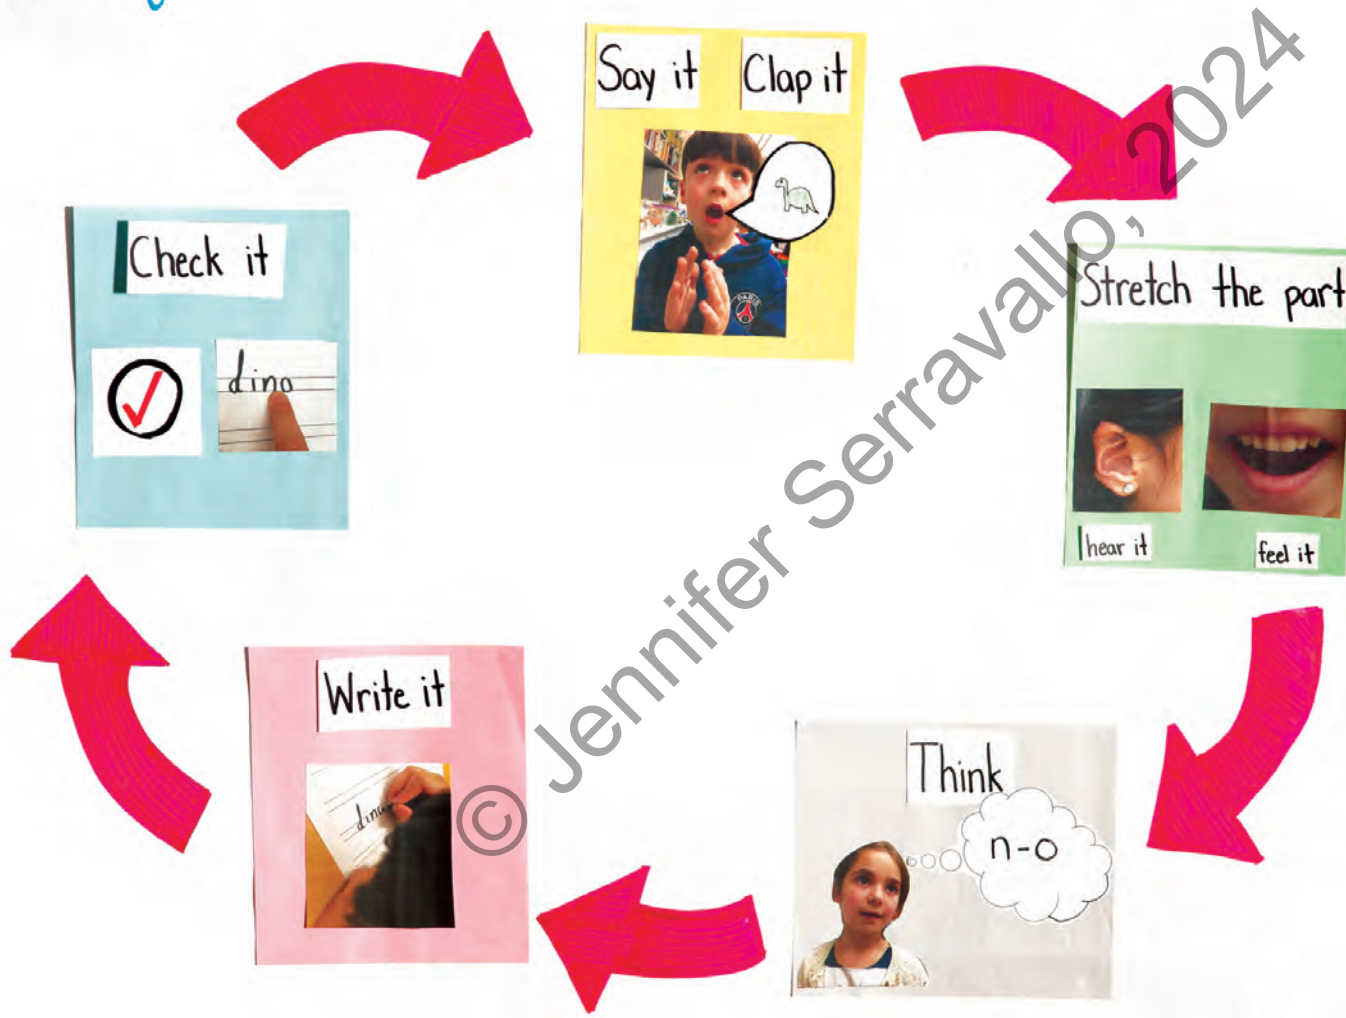 Say it
Clap it
Stretch the part
hear it
feel it
Think
n-o
Write it
dino
Check it
dino
PARIS
© Jennifer Serravallo, 2024